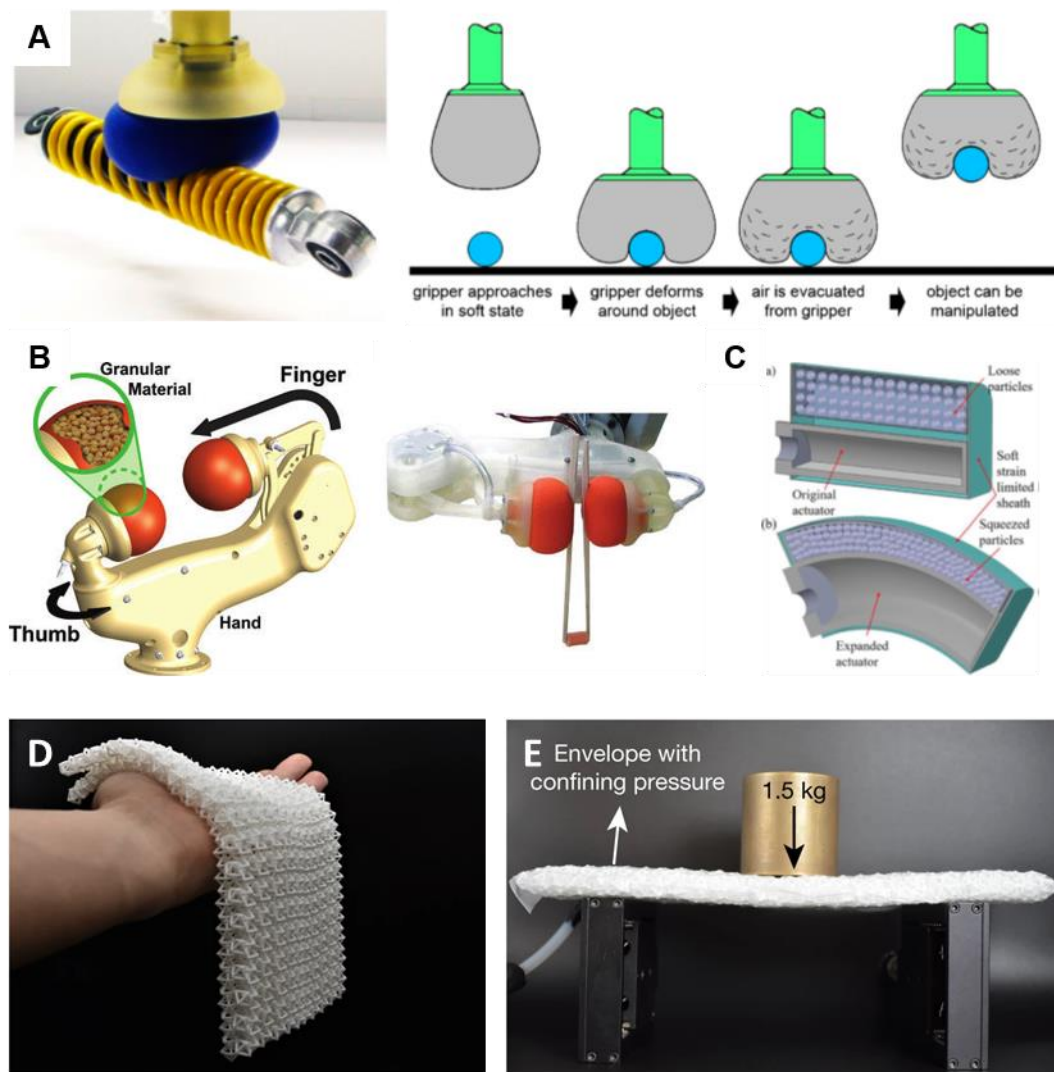 A
gripper approaches
in soft state
gripper deforms
around object
air is evacuated
from gripper
object can be
manipulated
B
Granular
Material
Finger
Thumb
Hand
C
a)
Loose
particles
Original
actuator
Soft
strain
limited
sheath
(b)
Squeezed
particles
Expanded
actuator
D
E
Envelope with
confining pressure
1.5 kg